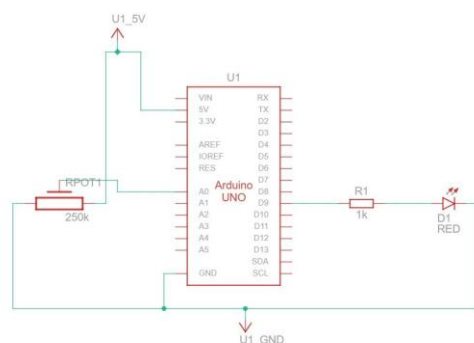 U1_5V
U1
VIN
5V
3.3V
AREF
IOREF
RES
A0
A1
A2
A3
A4
A5
GND
Arduino
UNO
RX
TX
D2
D3
D4
D5
D6
D7
D8
D9
D10
D11
D12
D13
SDA
SCL
RPOT1
250k
R1
1k
D1
RED
U1_GND